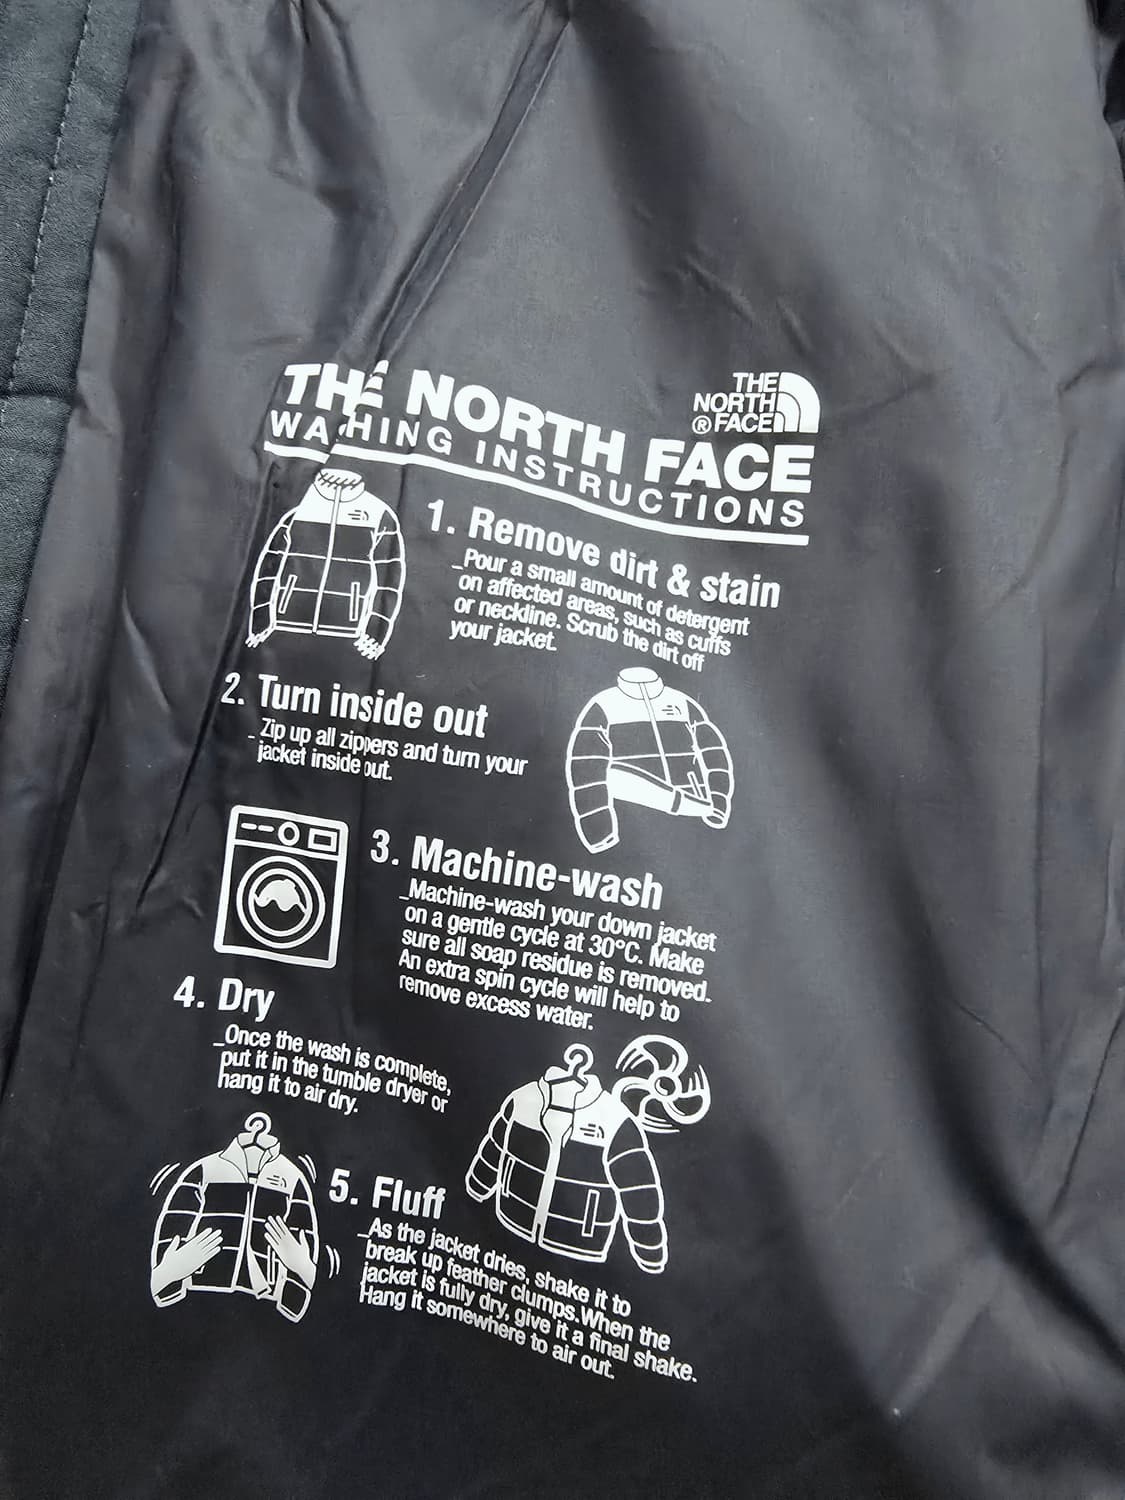 THE
NORTH
® FACE
THE NORTH FACE
WASHING INSTRUCTIONS
1. Remove dirt & stain
_Pour a small amount of detergent
on affected areas, such as cuffs
or neckline. Scrub the dirt off
your jacket.
2. Turn inside out
- Zip up all zippers and turn your
jacket inside out.
3. Machine-wash
_Machine-wash your down jacket
on a gentle cycle at 30°C. Make
sure all soap residue is removed.
An extra spin cycle will help to
remove excess water.
4. Dry
_Once the wash is complete,
put it in the tumble dryer or
hang it to air dry.
5. Fluff
_As the jacket dries, shake it to
break up feather clumps.When the
jacket is fully dry, give it a final shake.
Hang it somewhere to air out.